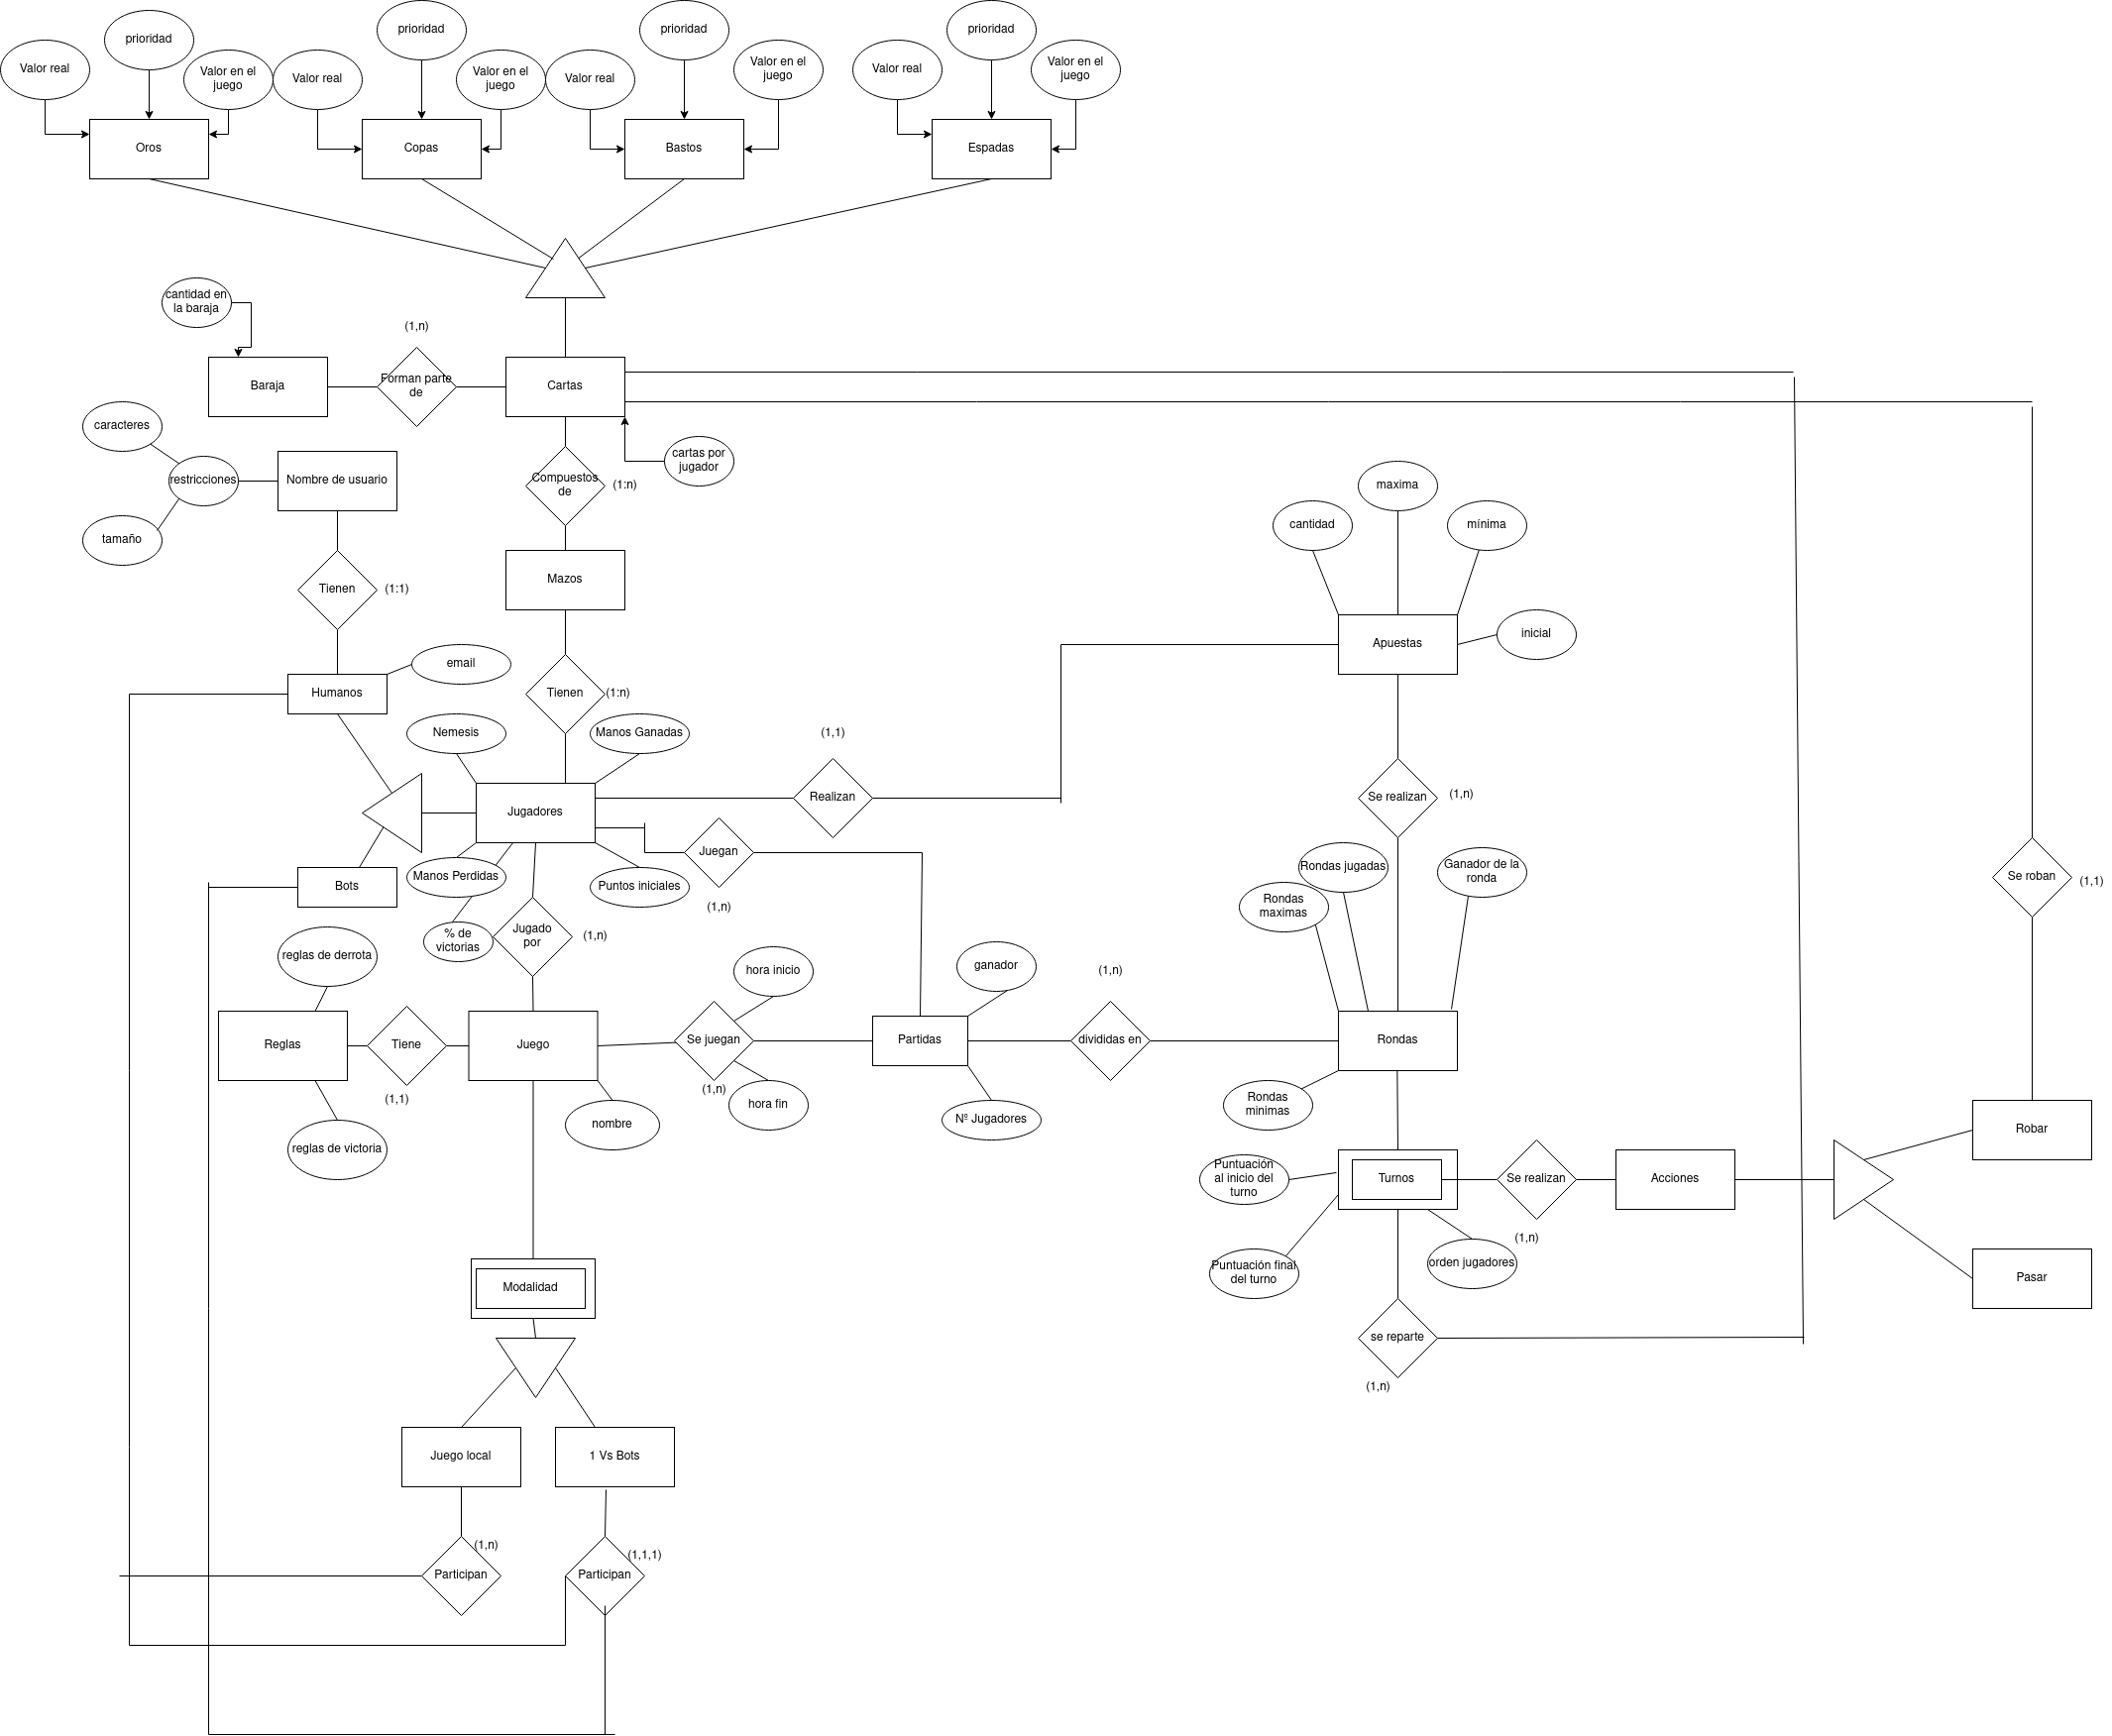 prioridad
prioridad
prioridad
prioridad
Valor real
Valor en el
juego
Valor real
Valor en el
juego
Valor real
Valor en el
juego
Valor real
Valor en el
juego
Oros
Copas
Bastos
Espadas
cantidad en
la baraja
(1,n)
Baraja
Forman parte
de
Cartas
caracteres
restricciones
Nombre de usuario
tamaño
Compuestos
de
(1:n)
cartas por
jugador
Mazos
Tienen
(1:1)
Tienen
(1:n)
Humanos
email
Nemesis
Manos Ganadas
Jugadores
Bots
Manos Perdidas
Puntos iniciales
% de
victorias
Jugado
por
(1,n)
Juegan
(1,n)
(1,1)
Realizan
maxima
cantidad
mínima
inicial
Apuestas
Se realizan
(1,n)
Rondas jugadas
Rondas
maximas
Ganador de la
ronda
Se roban
(1,1)
reglas de derrota
Reglas
Tiene
(1,1)
reglas de victoria
Juego
nombre
hora inicio
Se juegan
(1,n)
hora fin
ganador
Partidas
Nº Jugadores
(1,n)
divididas en
Rondas
Rondas
minimas
Puntuación
al inicio del
turno
Turnos
Se realizan
(1,n)
Acciones
Robar
Pasar
Puntuación final
del turno
orden jugadores
se reparte
(1,n)
Modalidad
Juego local
1 Vs Bots
(1,n)
Participan
(1,1,1)
Participan